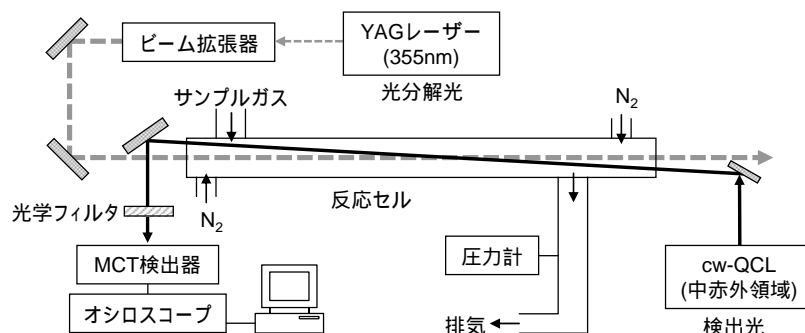 ビーム拡張器
YAGレーザー
(355nm)
光分解光
サンプルガス
N2
N2
反応セル
光学フィルタ
MCT検出器
オシロスコープ
圧力計
排気
cw-QCL
(中赤外領域)
検出光